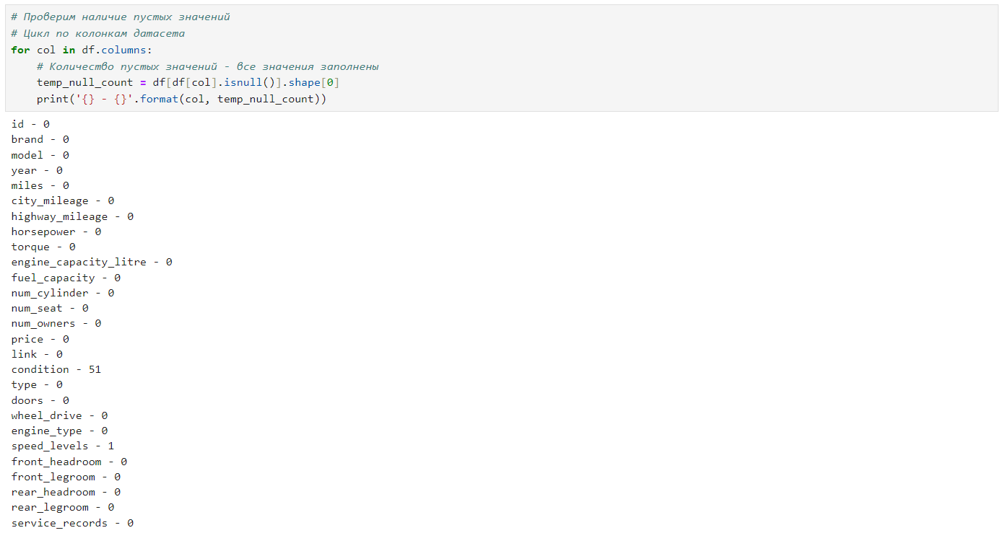 # Проверим наличие пустых значений
# Цикл по колонкам датасета
for col in df.columns:
    # Количество пустых значений - все значения заполнены
    temp_null_count = df[df[col].isnull()].shape[0]
    print('{} - {}'.format(col, temp_null_count))
id - 0
brand - 0
model - 0
year - 0
miles - 0
city_mileage - 0
highway_mileage - 0
horsepower - 0
torque - 0
engine_capacity_litre - 0
fuel_capacity - 0
num_cylinder - 0
num_seat - 0
num_owners - 0
price - 0
link - 0
condition - 51
type - 0
doors - 0
wheel_drive - 0
engine_type - 0
speed_levels - 1
front_headroom - 0
front_legroom - 0
rear_headroom - 0
rear_legroom - 0
service_records - 0